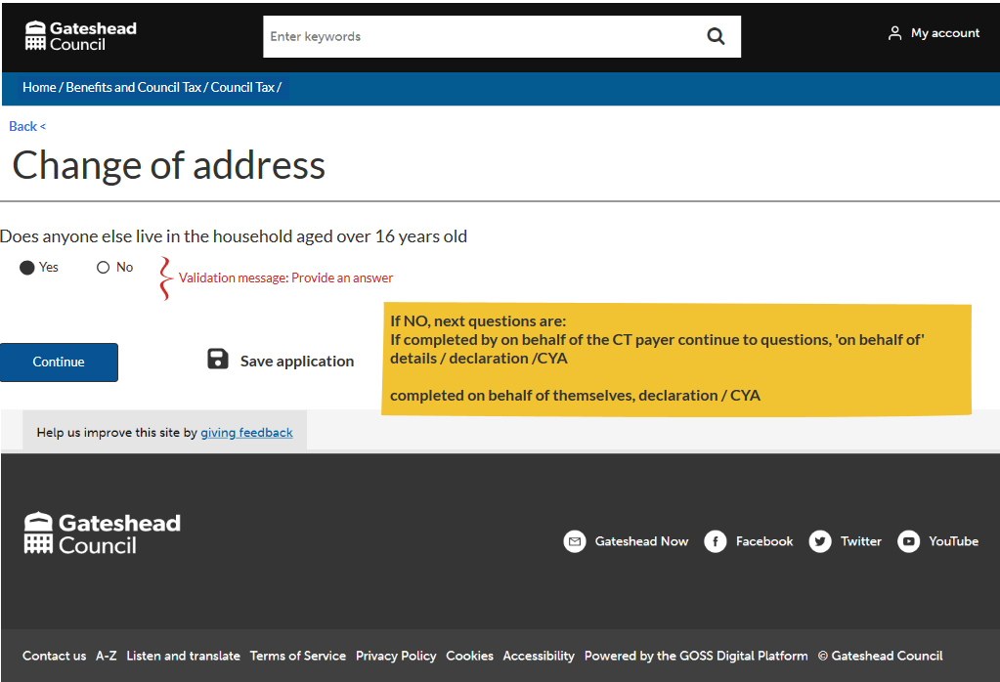 Gateshead
Council
Enter keywords
My account
Home / Benefits and Council Tax / Council Tax /
Back <
Change of address
Does anyone else live in the household aged over 16 years old
Yes
No
Validation message: Provide an answer
If NO, next questions are:
If completed by on behalf of the CT payer continue to questions, 'on behalf of'
details / declaration /CYA
completed on behalf of themselves, declaration / CYA
Continue
Save application
Help us improve this site by giving feedback
Gateshead
Council
Gateshead Now
Facebook
Twitter
YouTube
Contact us A-Z Listen and translate Terms of Service Privacy Policy Cookies Accessibility Powered by the GOSS Digital Platform © Gateshead Council